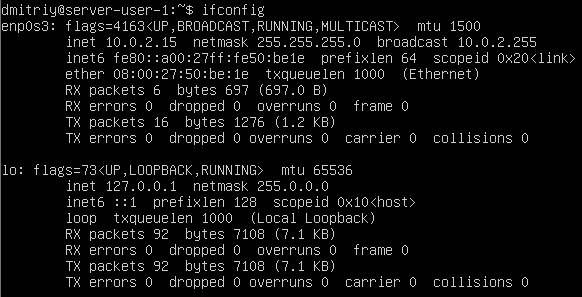 dmitriy@server-user-1:~$ ifconfig
enp0s3: flags=4163<UP,BROADCAST,RUNNING,MULTICAST>  mtu 1500
        inet 10.0.2.15  netmask 255.255.255.0  broadcast 10.0.2.255
        inet6 fe80::a00:27ff:fe50:be1e  prefixlen 64  scopeid 0x20<link>
        ether 08:00:27:50:be:1e  txqueuelen 1000  (Ethernet)
        RX packets 6  bytes 697 (697.0 B)
        RX errors 0  dropped 0  overruns 0  frame 0
        TX packets 16  bytes 1276 (1.2 KB)
        TX errors 0  dropped 0 overruns 0  carrier 0  collisions 0

lo: flags=73<UP,LOOPBACK,RUNNING>  mtu 65536
        inet 127.0.0.1  netmask 255.0.0.0
        inet6 ::1  prefixlen 128  scopeid 0x10<host>
        loop  txqueuelen 1000  (Local Loopback)
        RX packets 92  bytes 7108 (7.1 KB)
        RX errors 0  dropped 0  overruns 0  frame 0
        TX packets 92  bytes 7108 (7.1 KB)
        TX errors 0  dropped 0 overruns 0  carrier 0  collisions 0